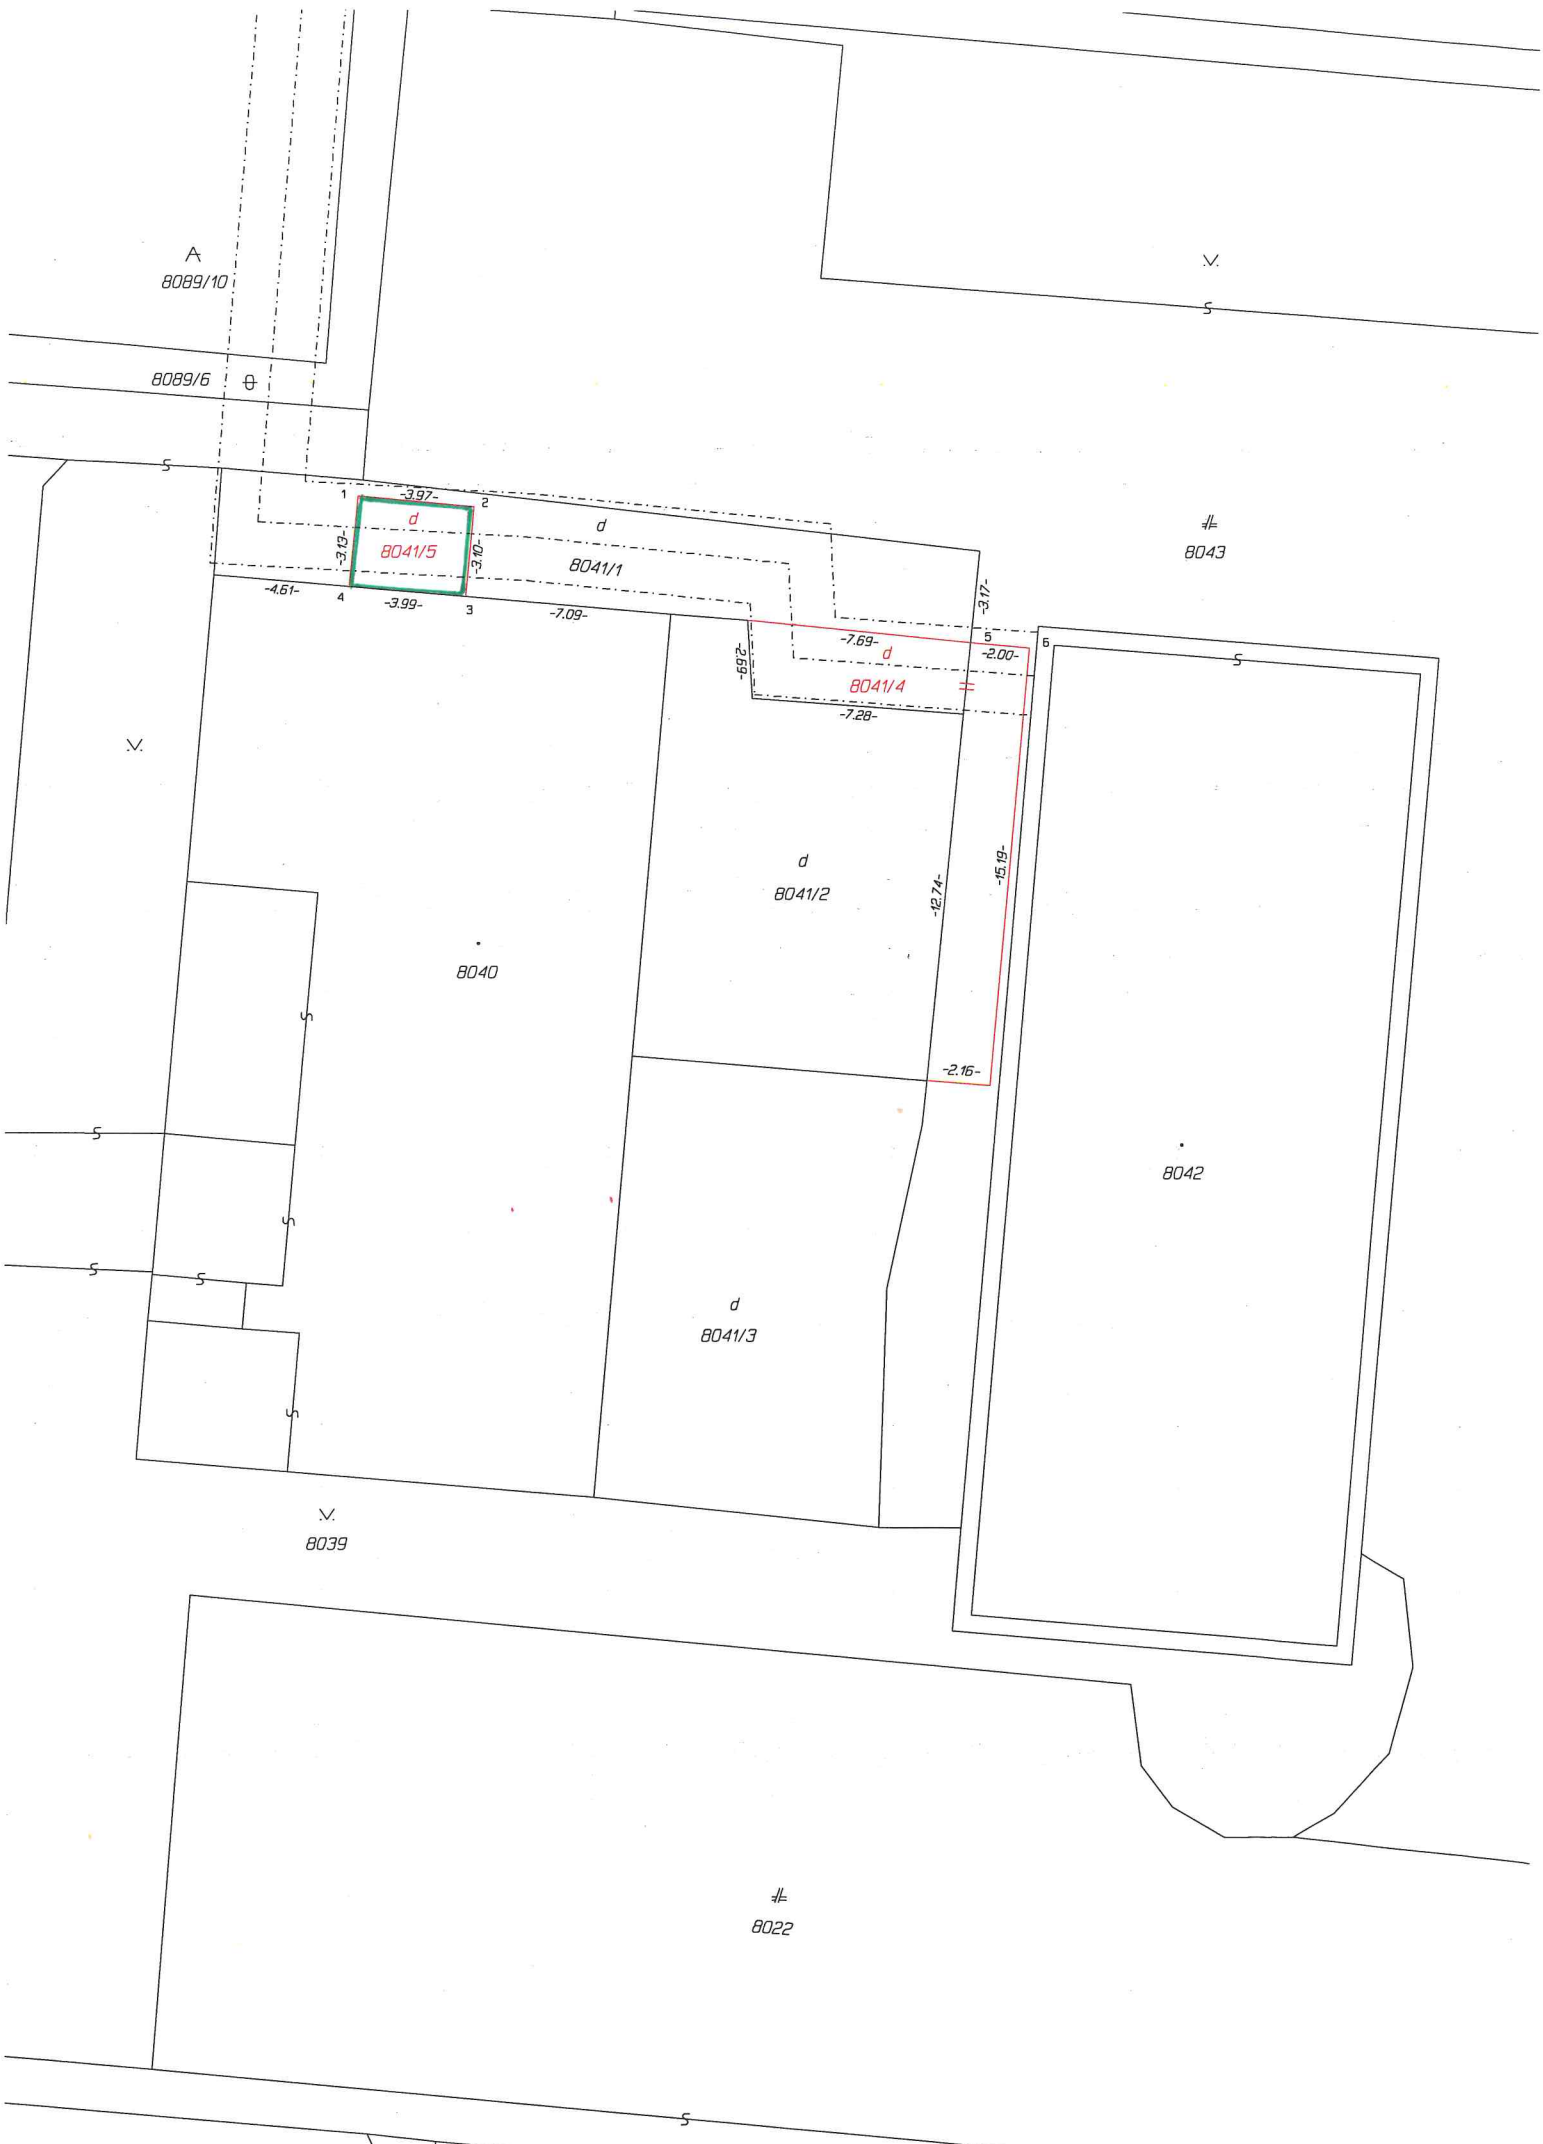 A
8089/10
.V.
S
8089/6
S
1
-3.97-
2
d
d
8041/5
-3.13-
-3.10-
8041/1
8043
-4.61-
4
-3.99-
3
-7.09-
-3.17-
-7.69-
5
-2.00-
6
-2.69-
d
8041/4
S
-7.28-
.V.
d
8041/2
-15.19-
-12.74-
8040
S
-2.16-
S
8042
S
S
S
d
8041/3
S
.V.
8039
8022
S